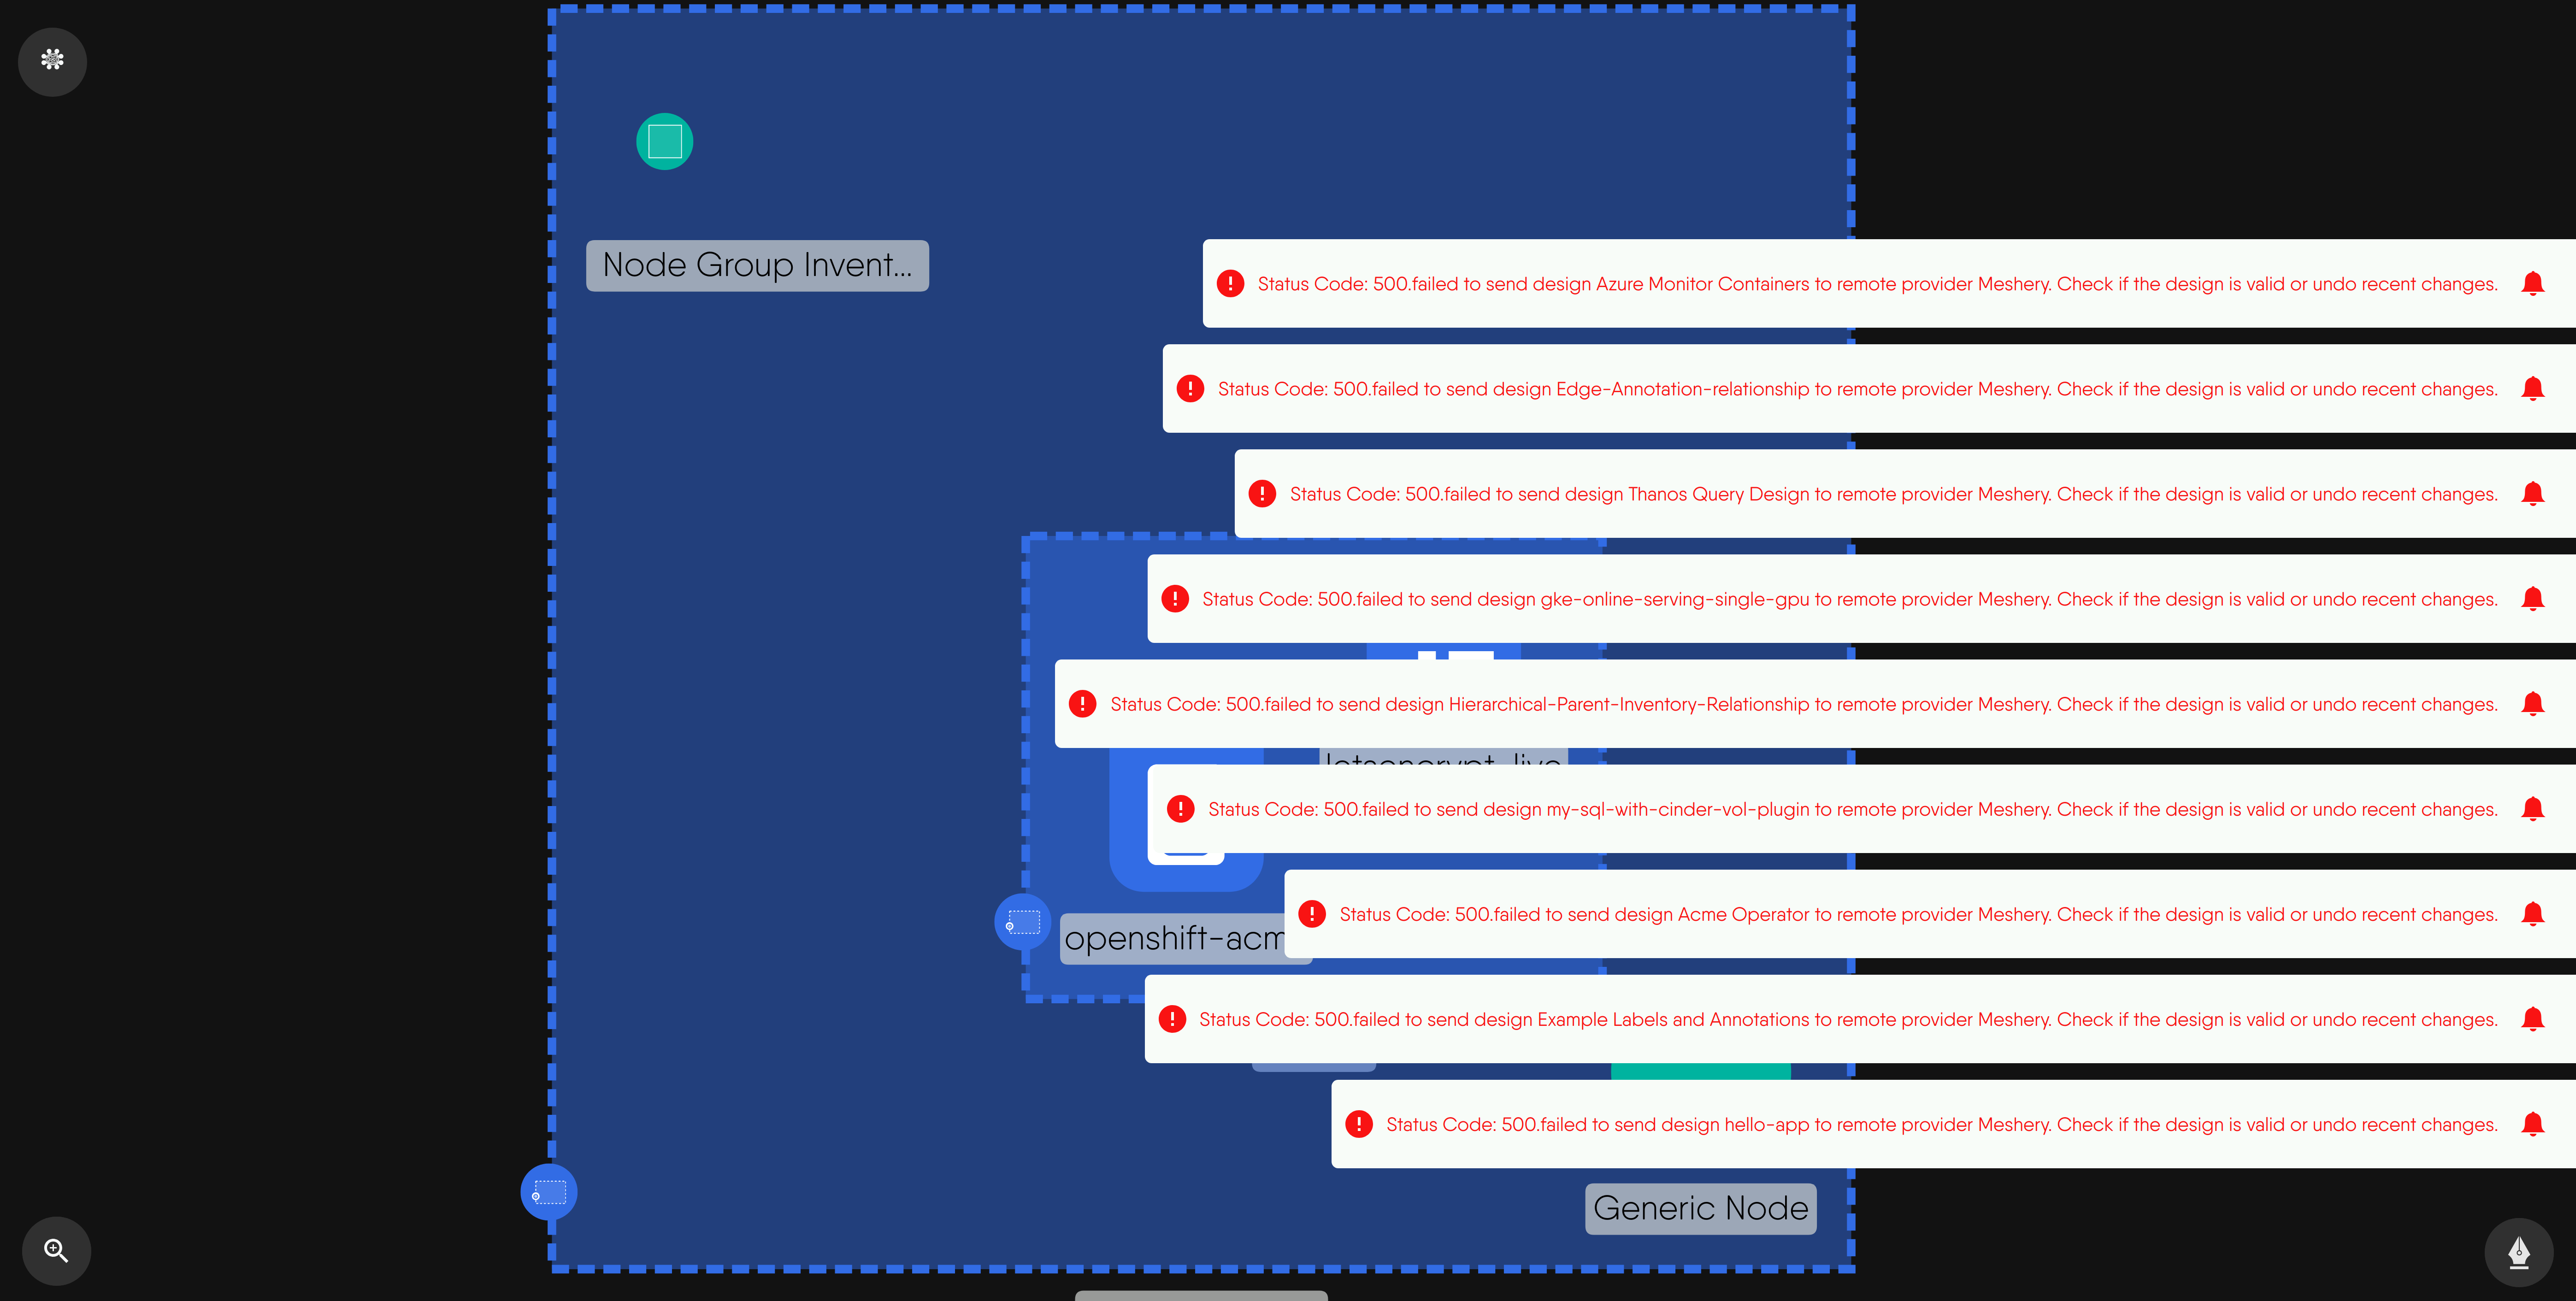 Node Group Invent...
Status Code: 500.failed to send design Azure Monitor Containers to remote provider Meshery. Check if the design is valid or undo recent changes.
Status Code: 500.failed to send design Edge-Annotation-relationship to remote provider Meshery. Check if the design is valid or undo recent changes.
Status Code: 500.failed to send design Thanos Query Design to remote provider Meshery. Check if the design is valid or undo recent changes.
Status Code: 500.failed to send design gke-online-serving-single-gpu to remote provider Meshery. Check if the design is valid or undo recent changes.
Status Code: 500.failed to send design Hierarchical-Parent-Inventory-Relationship to remote provider Meshery. Check if the design is valid or undo recent changes.
Status Code: 500.failed to send design my-sql-with-cinder-vol-plugin to remote provider Meshery. Check if the design is valid or undo recent changes.
Status Code: 500.failed to send design Acme Operator to remote provider Meshery. Check if the design is valid or undo recent changes.
openshift-acm
Status Code: 500.failed to send design Example Labels and Annotations to remote provider Meshery. Check if the design is valid or undo recent changes.
Status Code: 500.failed to send design hello-app to remote provider Meshery. Check if the design is valid or undo recent changes.
Generic Node